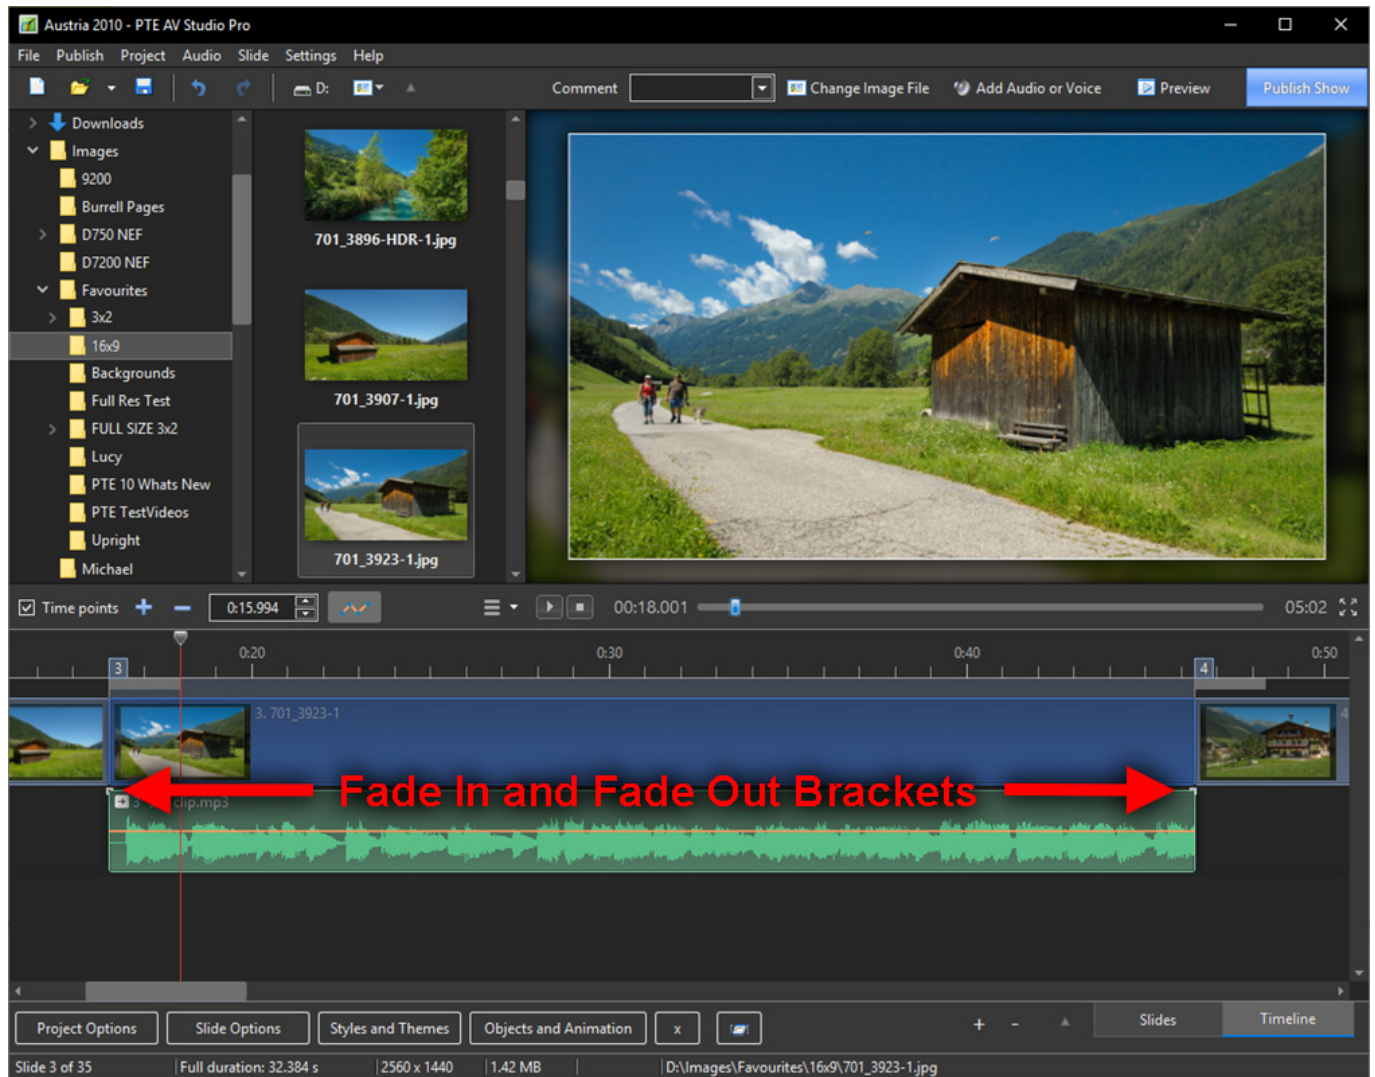 Austria 2010 - PTE AV Studio Pro
File Publish Project Audio Slide Settings Help
D: Comment Change Image File Add Audio or Voice Preview Publish Show
Downloads
Images
9200
Burrell Pages
D750 NEF
D7200 NEF
Favourites
3x2
16x9
Backgrounds
Full Res Test
FULL SIZE 3x2
Lucy
PTE 10 Whats New
PTE TestVideos
Upright
Michael
701_3896-HDR-1.jpg
701_3907-1.jpg
701_3923-1.jpg
Time points 0:15.994 00:18.001 05:02
0:20 0:30 0:40 0:50
3 4
3. 701_3923-1 4
Fade In and Fade Out Brackets
3 clip.mp3
Project Options Slide Options Styles and Themes Objects and Animation x + - Slides Timeline
Slide 3 of 35 Full duration: 32.384 s 2560 x 1440 1.42 MB D:\Images\Favourites\16x9\701_3923-1.jpg